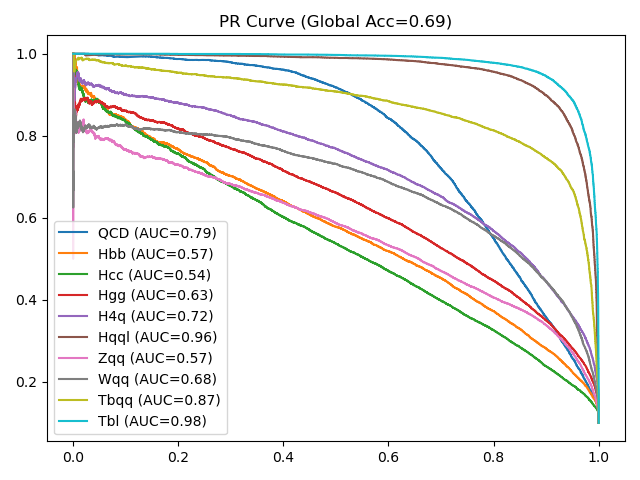 PR Curve (Global Acc=0.69)
1.0
0.8
0.6
0.4
0.2
QCD (AUC=0.79)
Hbb (AUC=0.57)
Hcc (AUC=0.54)
Hgg (AUC=0.63)
H4q (AUC=0.72)
Hqql (AUC=0.96)
Zqq (AUC=0.57)
Wqq (AUC=0.68)
Tbqq (AUC=0.87)
Tbl (AUC=0.98)
0.0 0.2 0.4 0.6 0.8 1.0